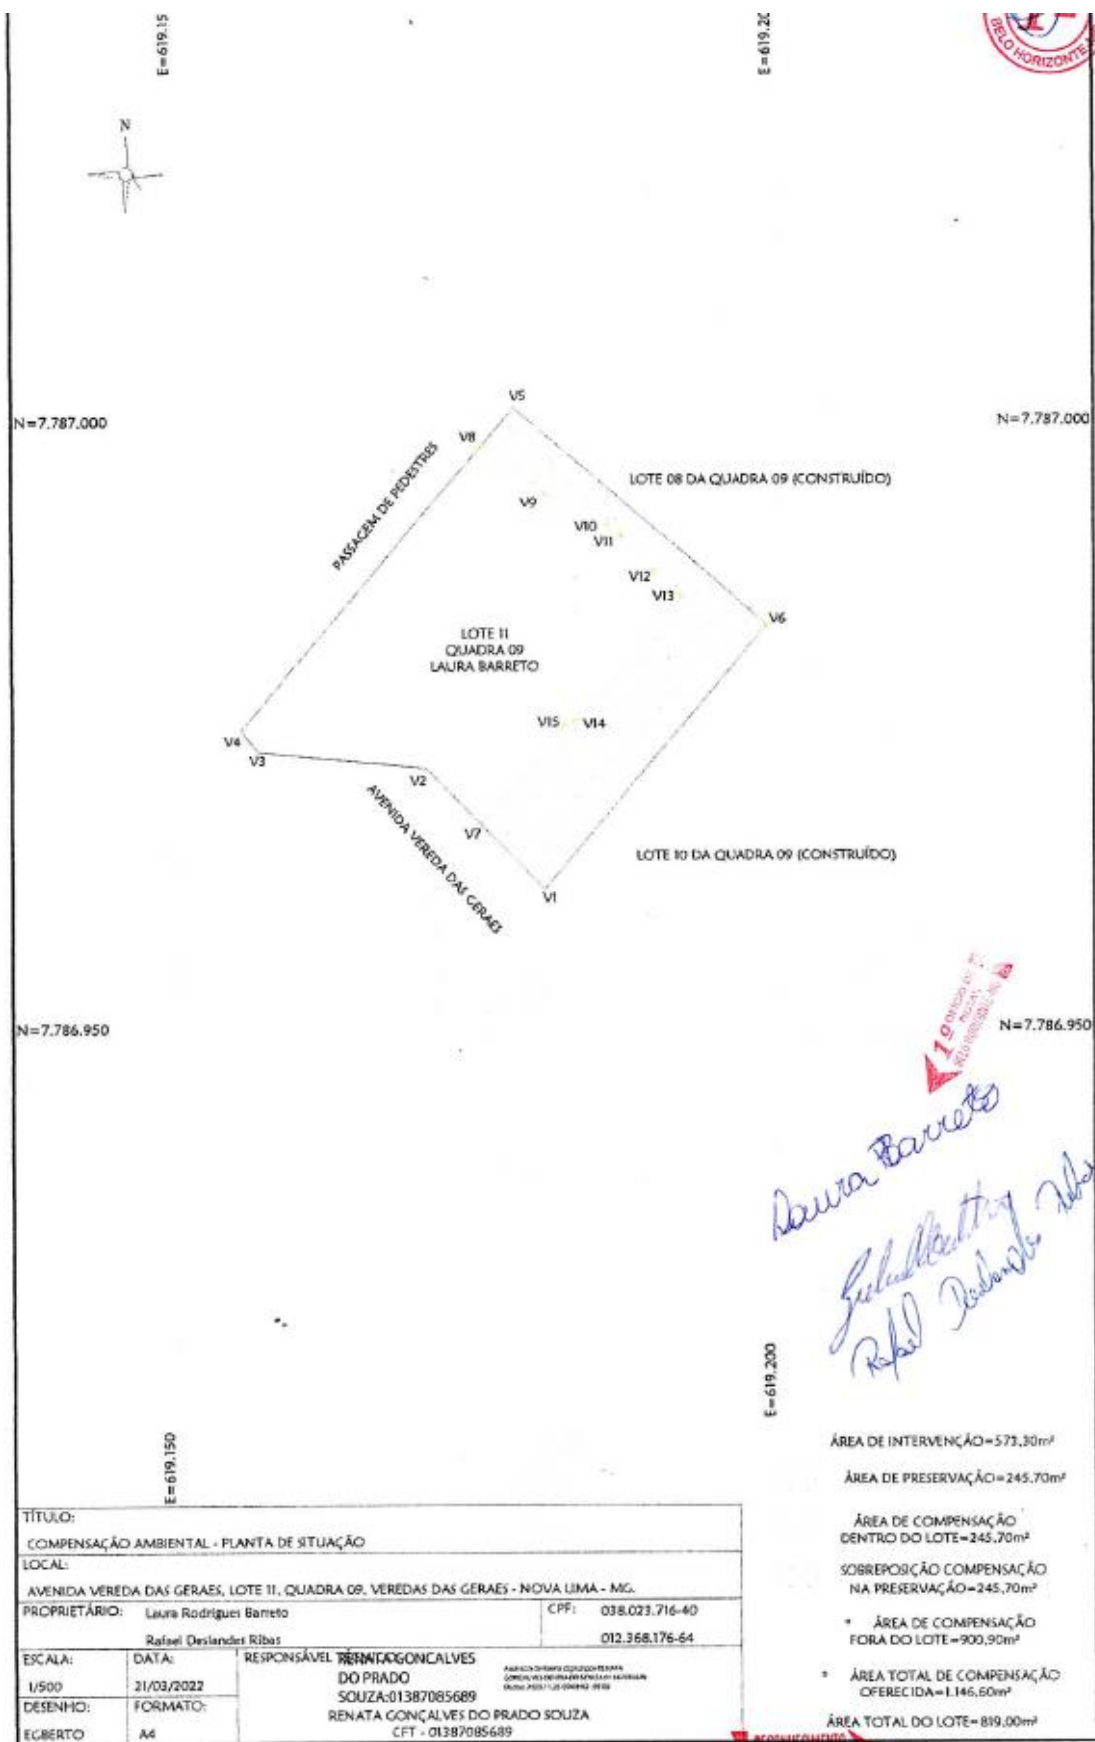 E=619.15
E=619.20
BELO HORIZONTE
N
V5
N=7.787.000
N=7.787.000
V8
PASSAGEM DE PEDESTRES
LOTE 08 DA QUADRA 09 (CONSTRUÍDO)
V9
V10
V11
V12
V13
V6
LOTE 11
QUADRA 09
LAURA BARRETO
V15
V14
V4
V3
V2
AVENIDA VEREDA DAS GERAES
V7
LOTE 10 DA QUADRA 09 (CONSTRUÍDO)
V1
1º OFÍCIO DE
NOTAS
N=7.786.950
N=7.786.950
Laura Barreto
Rafael
E=619.200
E=619.150
ÁREA DE INTERVENÇÃO=573,30m²
ÁREA DE PRESERVAÇÃO=245,70m²
ÁREA DE COMPENSAÇÃO
DENTRO DO LOTE=245,70m²
SOBREPOSIÇÃO COMPENSAÇÃO
NA PRESERVAÇÃO=245,70m²
* ÁREA DE COMPENSAÇÃO
FORA DO LOTE=900,90m²
* ÁREA TOTAL DE COMPENSAÇÃO
OFERECIDA=1.146,60m²
ÁREA TOTAL DO LOTE=819,00m²
TÍTULO:
COMPENSAÇÃO AMBIENTAL - PLANTA DE SITUAÇÃO
LOCAL:
AVENIDA VEREDA DAS GERAES, LOTE 11, QUADRA 09, VEREDAS DAS GERAES - NOVA LIMA - MG.
PROPRIETÁRIO: Laura Rodrigues Barreto
CPF: 038.023.716-40
Rafael Deslandes Ribas
012.368.176-64
ESCALA:
1/500
DATA:
21/03/2022
RESPONSÁVEL TÉCNICO:
RENATA GONCALVES
DO PRADO
SOUZA:01387085689
RENATA GONÇALVES DO PRADO SOUZA
CFT - 01387085689
DESENHO:
EGBERTO
FORMATO:
A4
RECONHECIMENTO